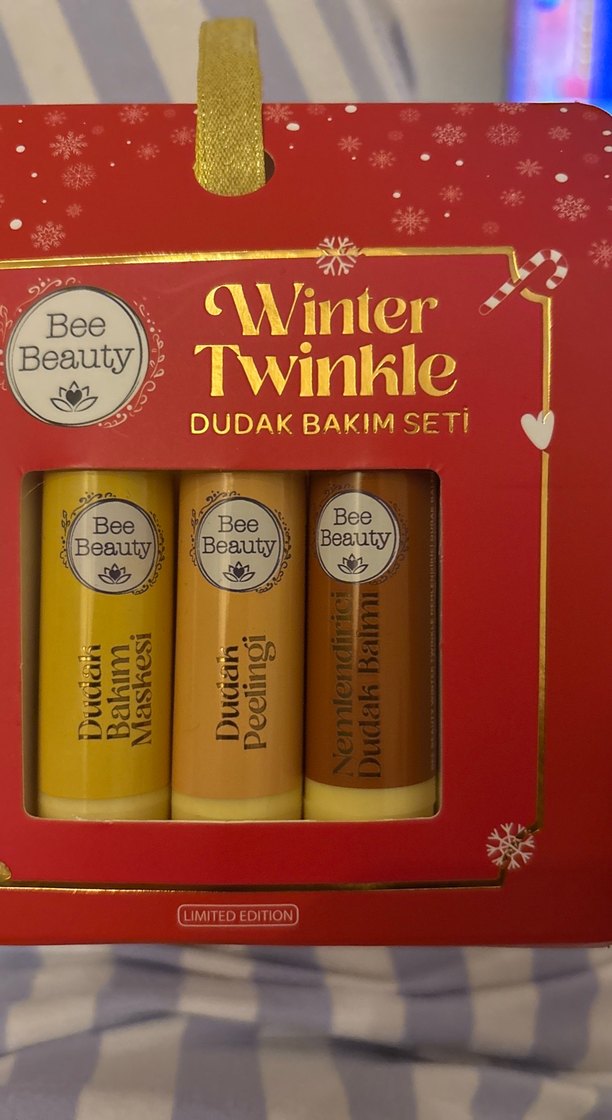 Bee
Beauty
Winter
Twinkle
DUDAK BAKIM SETİ
Bee
Beauty
Dudak
Bakım
Maskesi
Bee
Beauty
Dudak
Peelingi
Bee
Beauty
Nemlendirici
Dudak Balmı
LIMITED EDITION